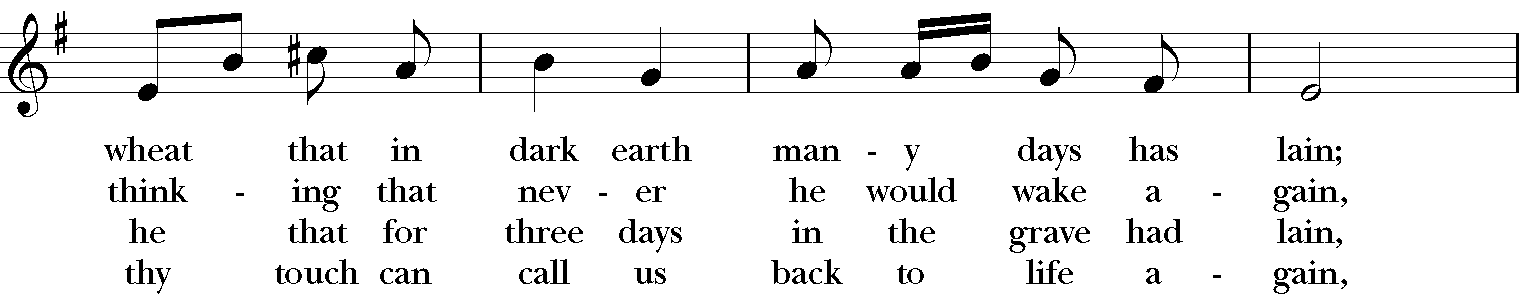 wheat that in dark earth man - y days has lain;
think - ing that nev - er he would wake a - gain,
he that for three days in the grave had lain,
thy touch can call us back to life a - gain,